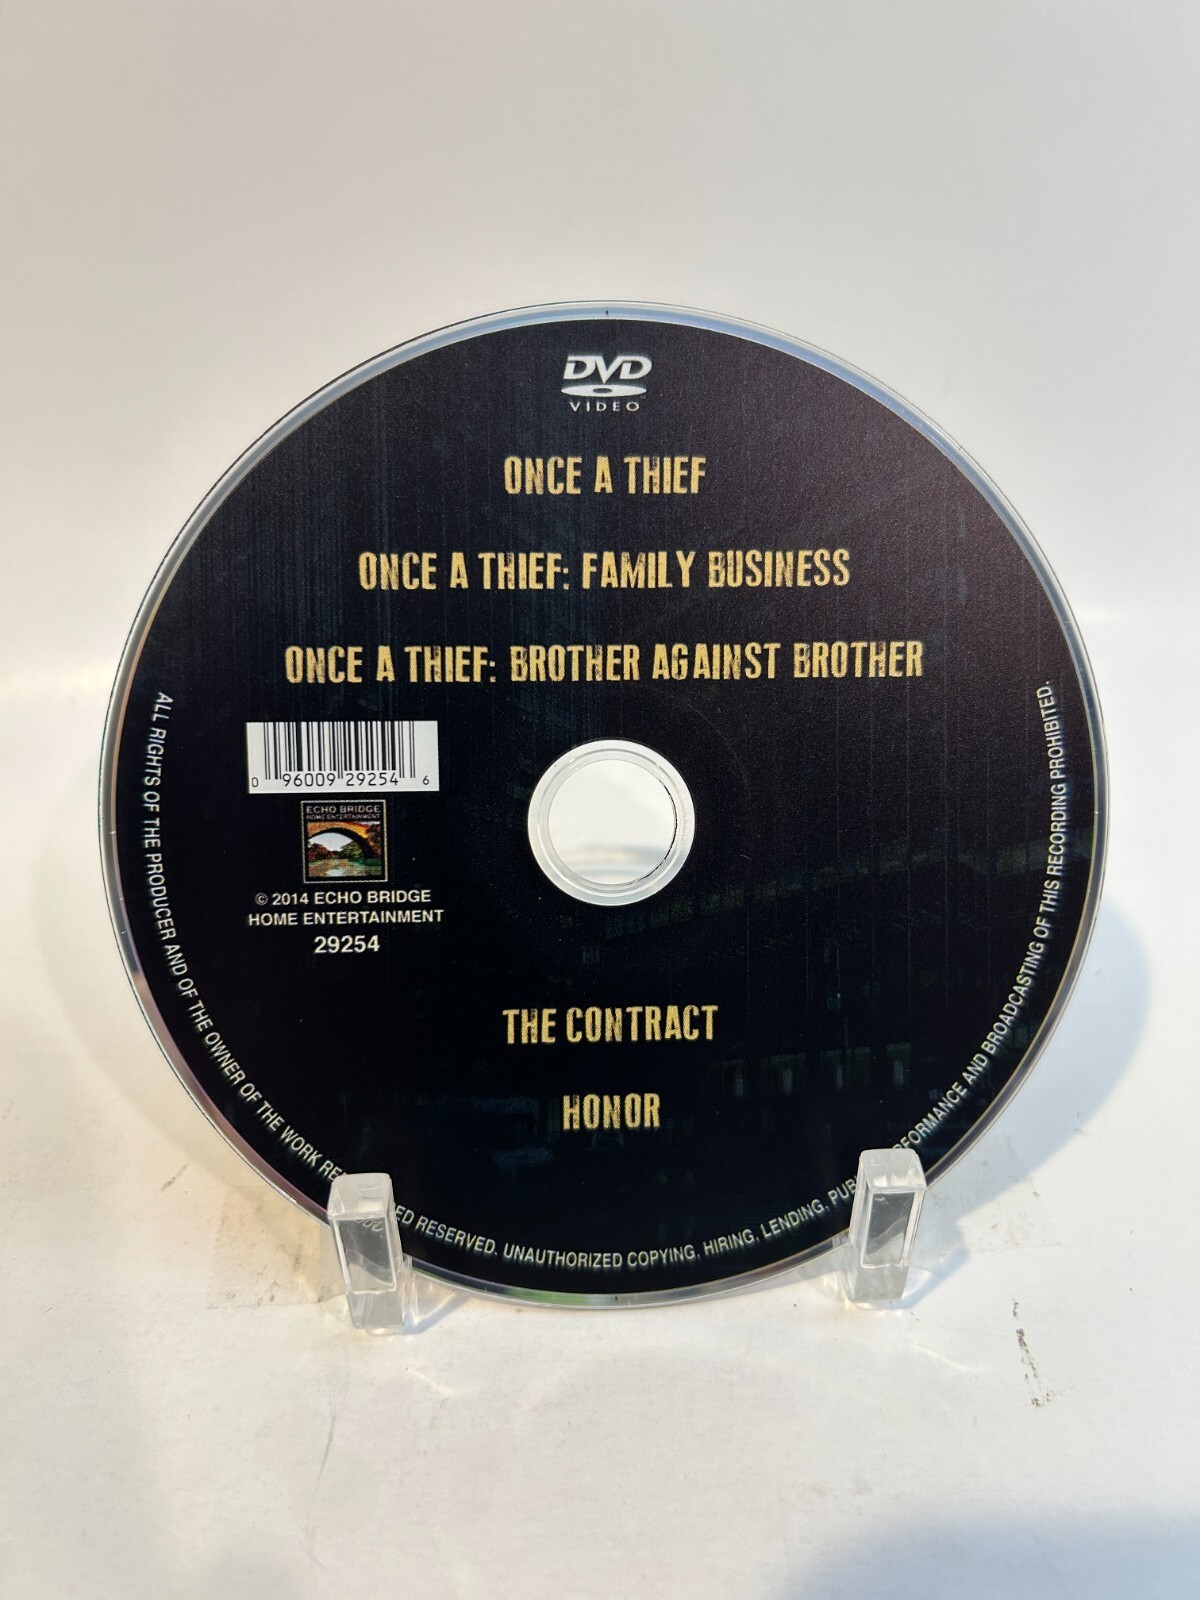 DVD
VIDEO
ONCE A THIEF
ONCE A THIEF: FAMILY BUSINESS
ONCE A THIEF: BROTHER AGAINST BROTHER
0 96009 29254 6
ECHO BRIDGE
HOME ENTERTAINMENT
© 2014 ECHO BRIDGE
HOME ENTERTAINMENT
29254
THE CONTRACT
HONOR
ALL RIGHTS OF THE PRODUCER AND OF THE OWNER OF THE WORK RE ED RESERVED. UNAUTHORIZED COPYING, HIRING, LENDING, PUB RFORMANCE AND BROADCASTING OF THIS RECORDING PROHIBITED.